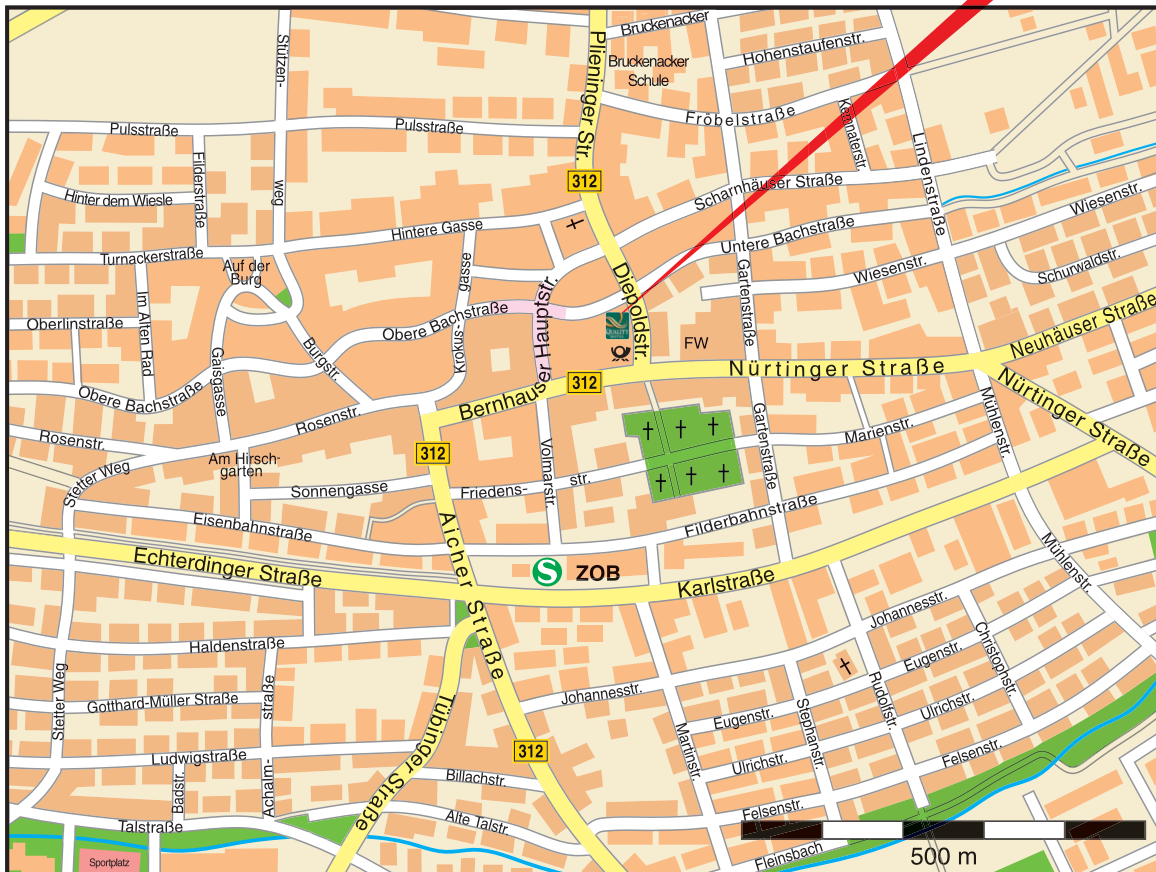 Bruckenacker
Stutzen-
Plieninger Str.
Hohenstaufenstr.
Bruckenacker
Schule
Fröbelstraße
Kemnaterstr.
Pulsstraße
Pulsstraße
Lindenstraße
Filderstraße
312
weg
Scharnhäuser Straße
Hinter dem Wiesle
Wiesenstr.
Hintere Gasse
Untere Bachstraße
Turnackerstraße
Auf der
Burg
gasse
Diepoldstr.
Gartenstraße
Wiesenstr.
Schurwaldstr.
Im Alten Rad
Hauptstr.
Obere Bachstraße
Oberlinstraße
Krokus-
QUALITY
Neuhäuser Straße
Burgstr.
FW
Gaisgasse
Nürtinger Straße
Bernhauser
312
Nürtinger Straße
Obere Bachstraße
Mühlenstr.
Rosenstr.
Gartenstraße
Marienstr.
Rosenstr.
312
Volmarstr.
Stetter Weg
Am Hirsch-
garten
Sonnengasse
Friedens-
str.
Eisenbahnstraße
Filderbahnstraße
Aicher Straße
Echterdinger Straße
S
ZOB
Karlstraße
Mühlenstr.
Johannesstr.
Haldenstraße
Christophstr.
Eugenstr.
Stetter Weg
Gotthard-Müller Straße
straße
Johannesstr.
Rudolfstr.
Tübinger Straße
Eugenstr.
Stephanstr.
Ulrichstr.
Martinstr.
312
Ludwigstraße
Felsenstr.
Ulrichstr.
Badstr.
Achalm-
Billachstr.
Felsenstr.
Talstraße
Alte Talstr.
Sportplatz
Fleinsbach
500 m